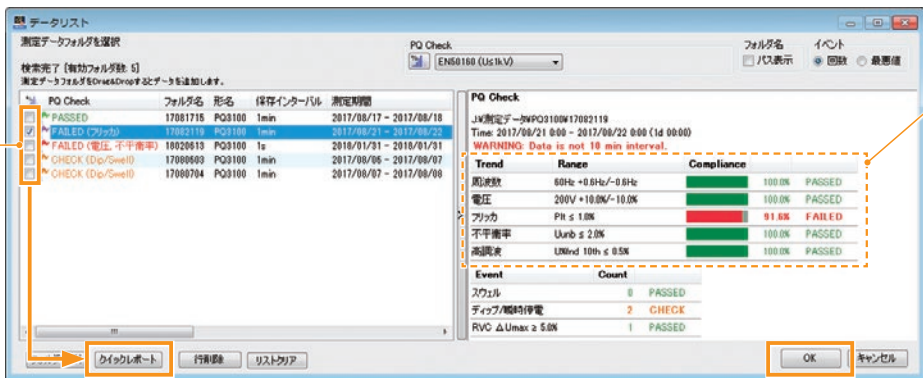 データリスト
測定データフォルダを選択
検索完了 [有効フォルダ数: 5]
測定データフォルダをDrag&Dropするとデータを追加します。
PQ Check
EN50160 (U≤1kV)
フォルダ名
パス表示
イベント
回数 最悪値
PQ Check フォルダ名 形名 保存インターバル 測定期間
PASSED 17081715 PQ3100 1min 2017/08/17 - 2017/08/18
FAILED (フリッカ) 17082119 PQ3100 1min 2017/08/21 - 2017/08/22
FAILED (電圧, 不平衡率) 18020613 PQ3100 1s 2018/01/31 - 2018/01/31
CHECK (Dip/Swell) 17080603 PQ3100 1min 2017/08/06 - 2017/08/07
CHECK (Dip/Swell) 17080704 PQ3100 1min 2017/08/07 - 2017/08/08
PQ Check
J:¥測定データ¥PQ3100¥17082119
Time: 2017/08/21 0:00 - 2017/08/22 0:00 (1d 00:00)
WARNING: Data is not 10 min interval.
Trend Range Compliance
周波数 60Hz +0.6Hz/-0.6Hz 100.0% PASSED
電圧 200V +10.0%/-10.0% 100.0% PASSED
フリッカ Plt ≤ 1.0% 91.6% FAILED
不平衡率 Uunb ≤ 2.0% 100.0% PASSED
高調波 10th ≤ 0.5% 100.0% PASSED
Event Count
スウェル 0 PASSED
ディップ/瞬時停電 2 CHECK
RVC ΔUmax ≥ 5.0% 1 PASSED
クイックレポート 行削除 リストクリア
OK キャンセル